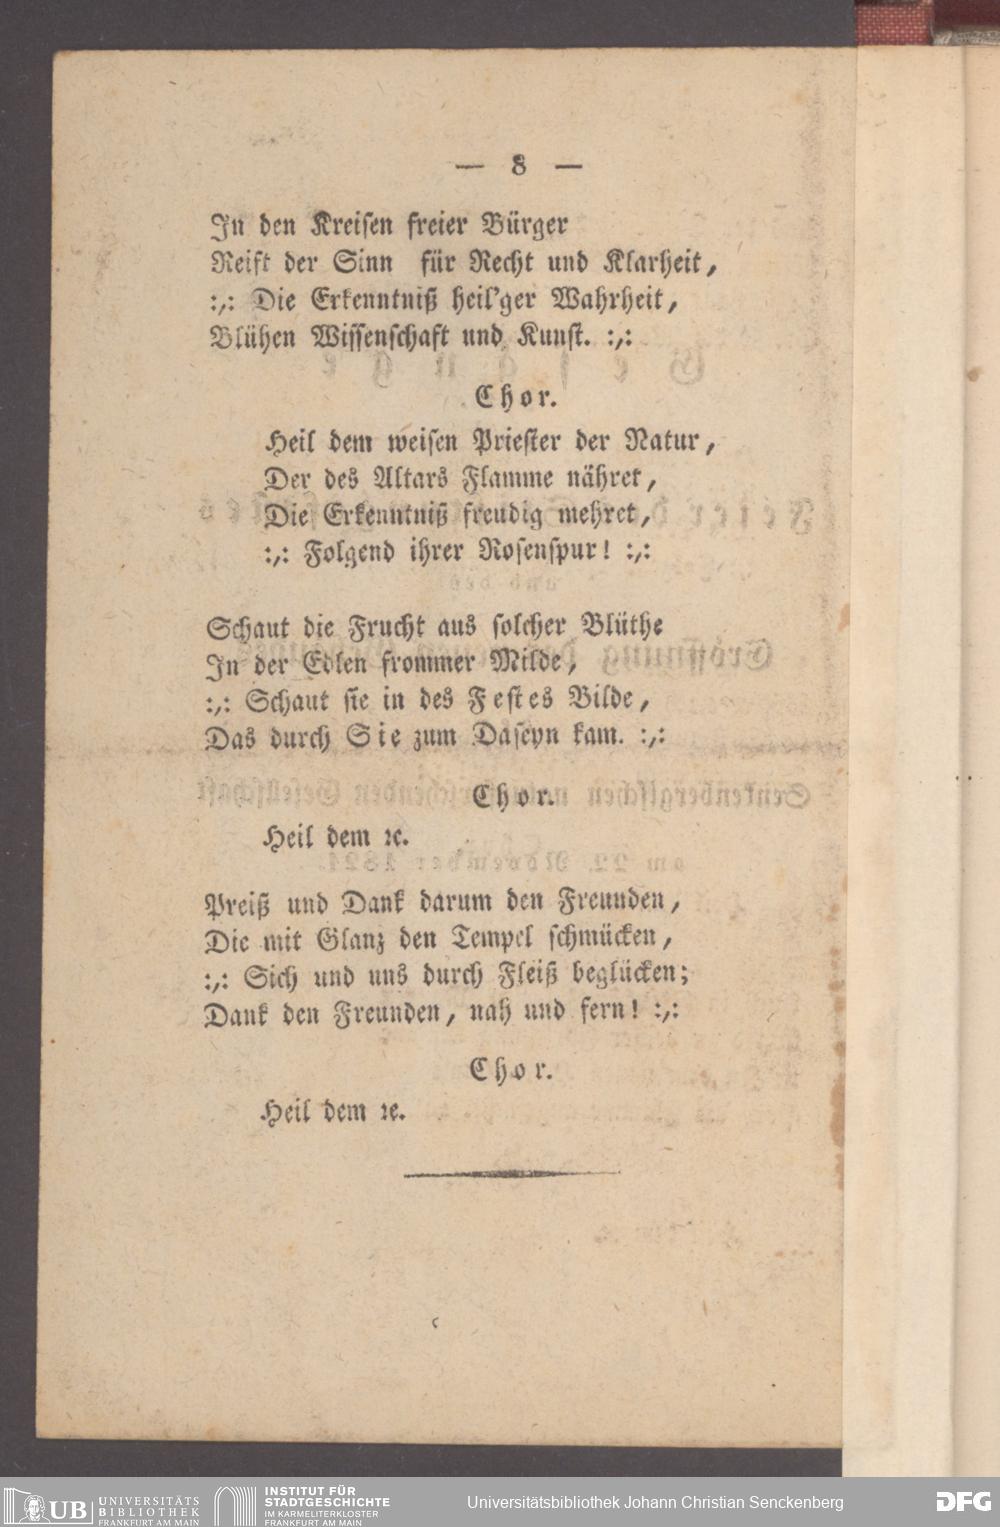 — 8 —
In den Kreisen freier Bürger
Reift der Sinn für Recht und Klarheit,
:,: Die Erkenntniß heil'ger Wahrheit,
Blühen Wissenschaft und Kunst. :,:
Chor.
Heil dem weisen Priester der Natur,
Der des Altars Flamme nähret,
Die Erkenntniß freudig mehret,
:,: Folgend ihrer Rosenspur! :,:
Schaut die Frucht aus solcher Blüthe
In der Edlen frommer Milde,
:,: Schaut sie in des Festes Bilde,
Das durch Sie zum Daseyn kam. :,:
Chor.
Heil dem ꝛc.
Preiß und Dank darum den Freunden,
Die mit Glanz den Tempel schmücken,
:,: Sich und uns durch Fleiß beglücken;
Dank den Freunden, nah und fern! :,:
Chor.
Heil dem ꝛc.
UB UNIVERSITÄTS BIBLIOTHEK FRANKFURT AM MAIN
INSTITUT FÜR STADTGESCHICHTE IM KARMELITERKLOSTER FRANKFURT AM MAIN
Universitätsbibliothek Johann Christian Senckenberg
DFG